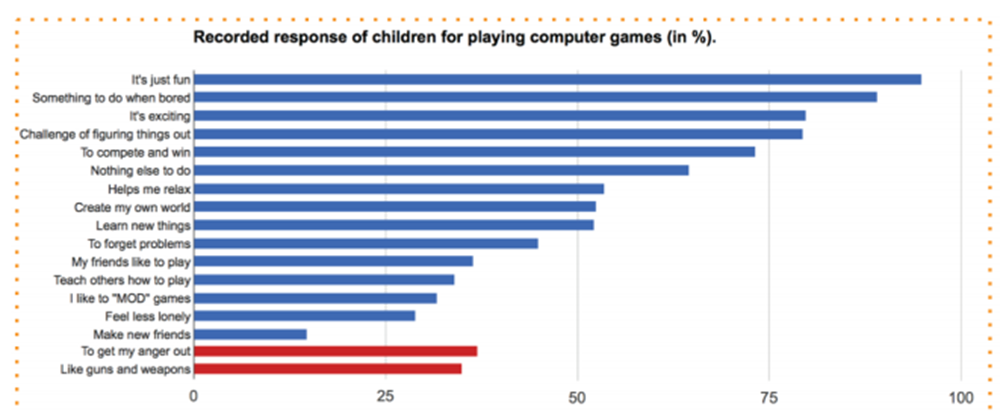 Recorded response of children for playing computer games (in %).
It's just fun
Something to do when bored
It's exciting
Challenge of figuring things out
To compete and win
Nothing else to do
Helps me relax
Create my own world
Learn new things
To forget problems
My friends like to play
Teach others how to play
I like to "MOD" games
Feel less lonely
Make new friends
To get my anger out
Like guns and weapons
0 25 50 75 100